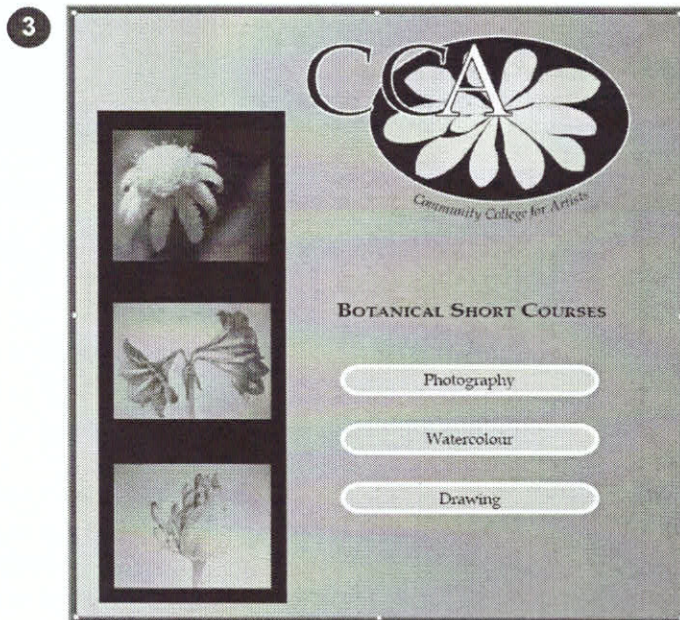 3
CCA
Community College for Artists
BOTANICAL SHORT COURSES
Photography
Watercolour
Drawing